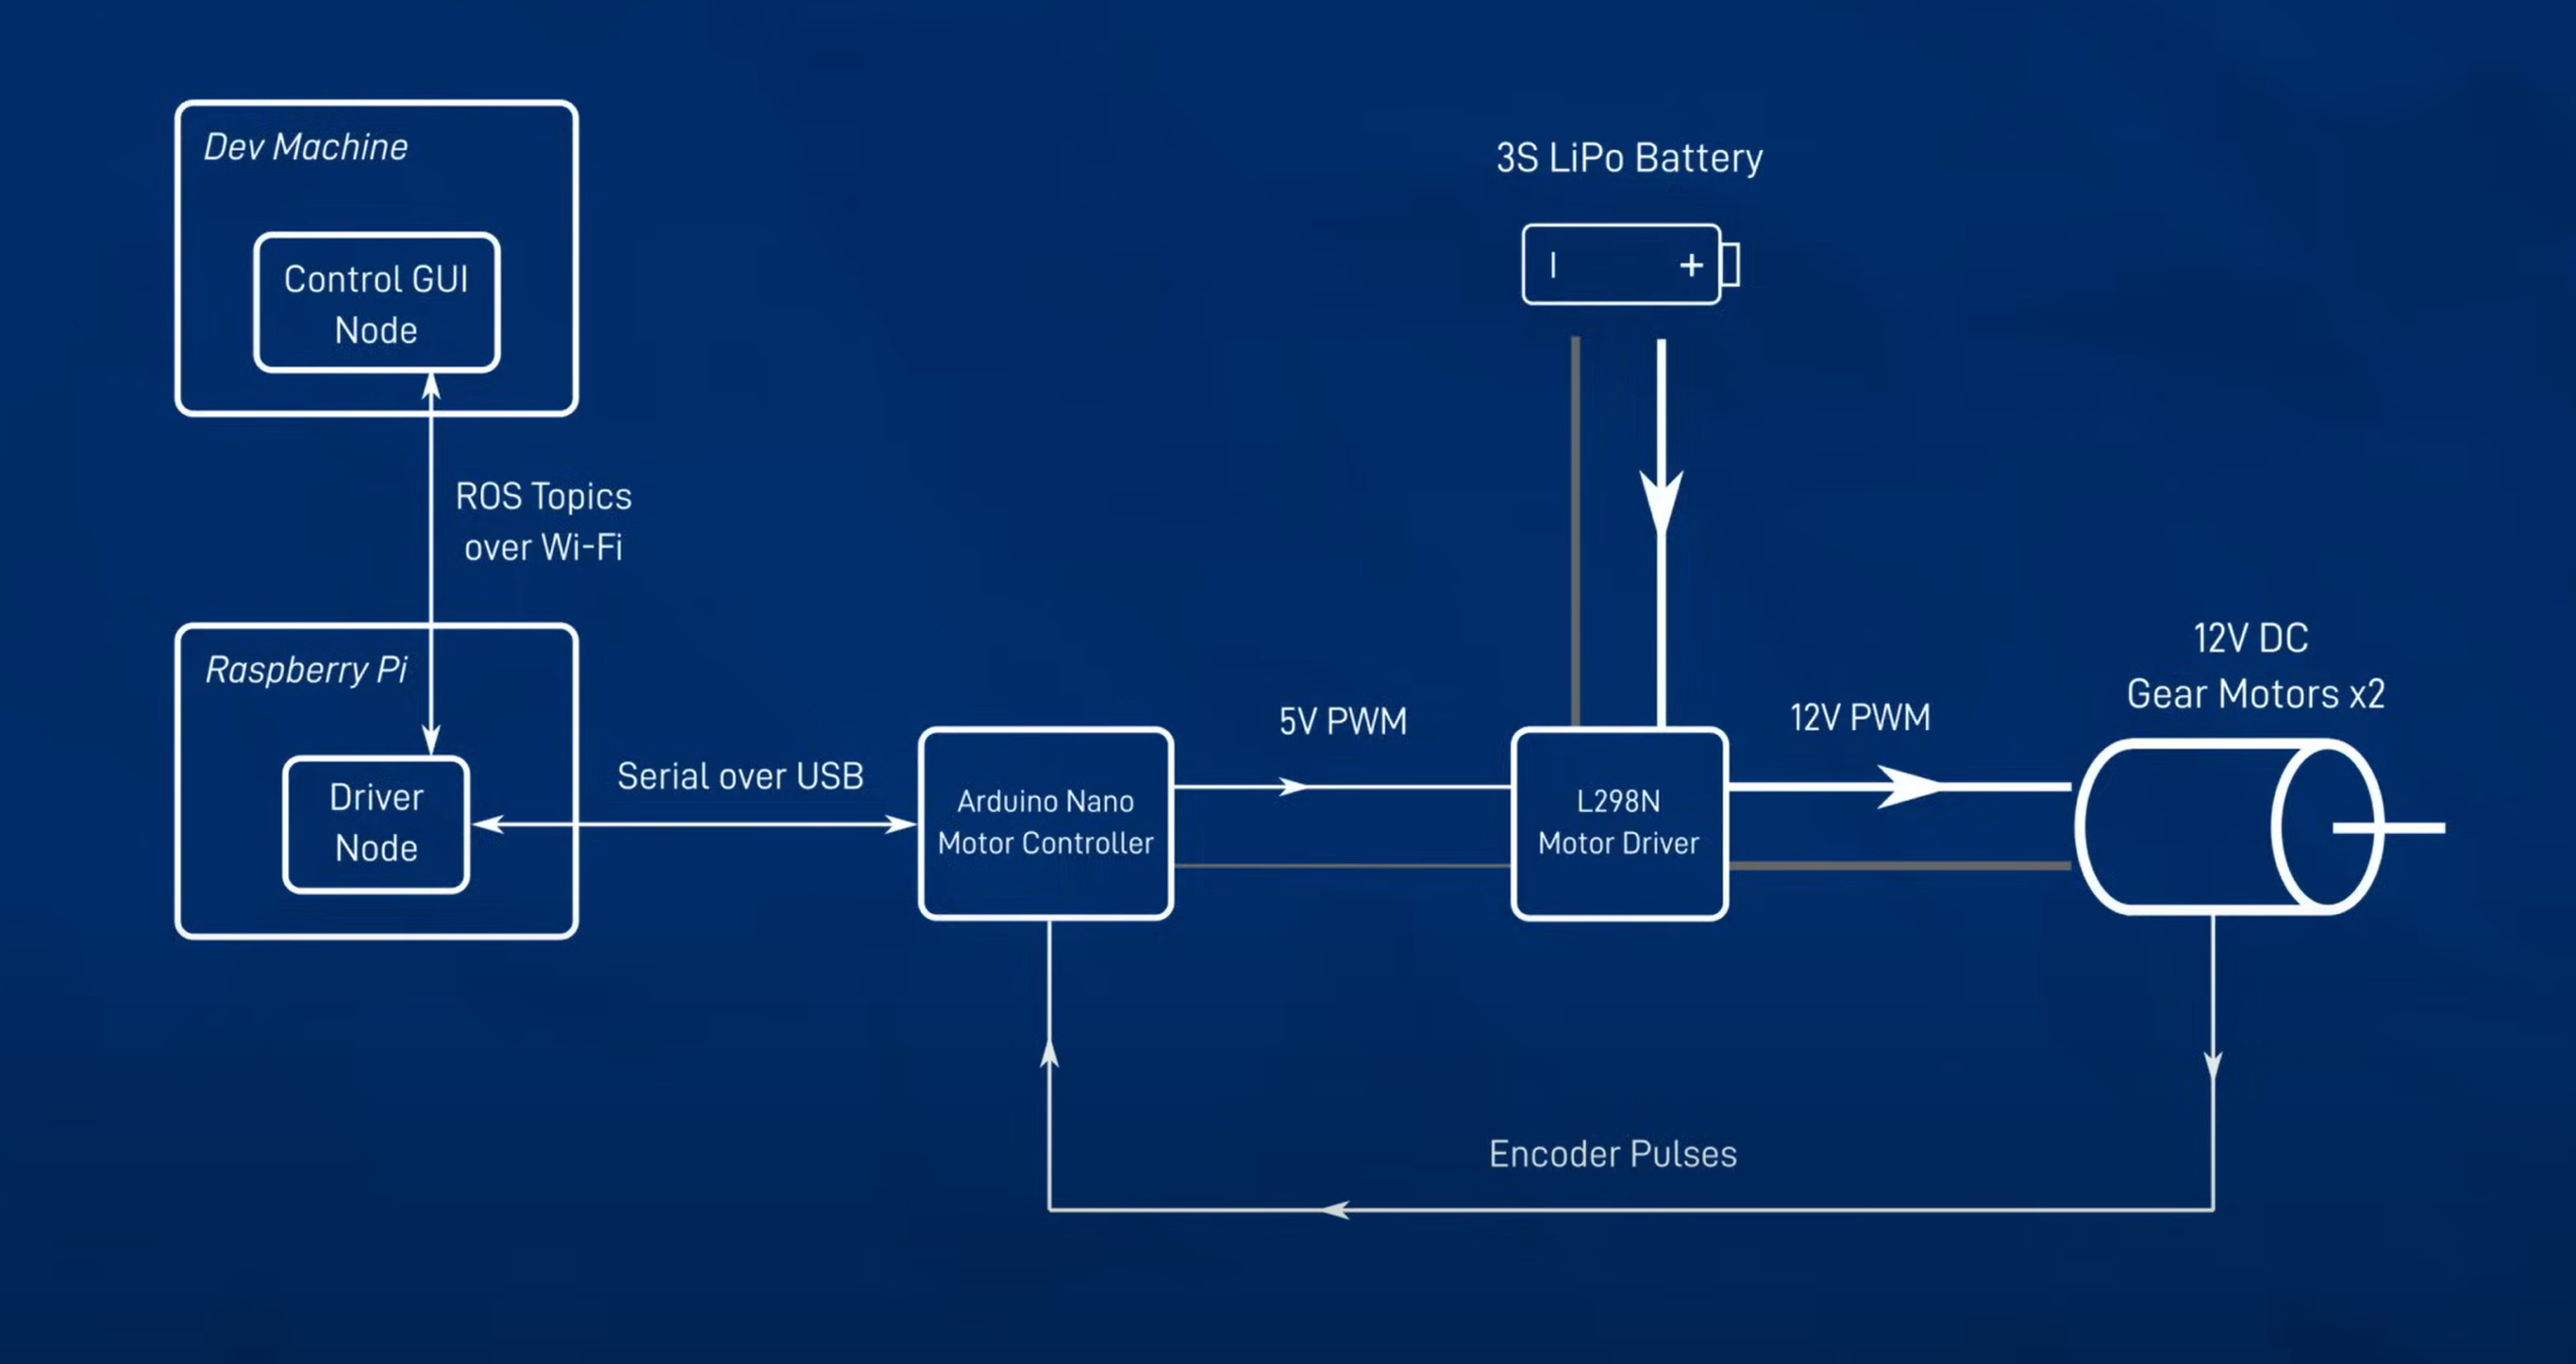 Dev Machine
Control GUI
Node
ROS Topics
over Wi-Fi
Raspberry Pi
Driver
Node
Serial over USB
Arduino Nano
Motor Controller
5V PWM
3S LiPo Battery
+
L298N
Motor Driver
12V PWM
12V DC
Gear Motors x2
Encoder Pulses